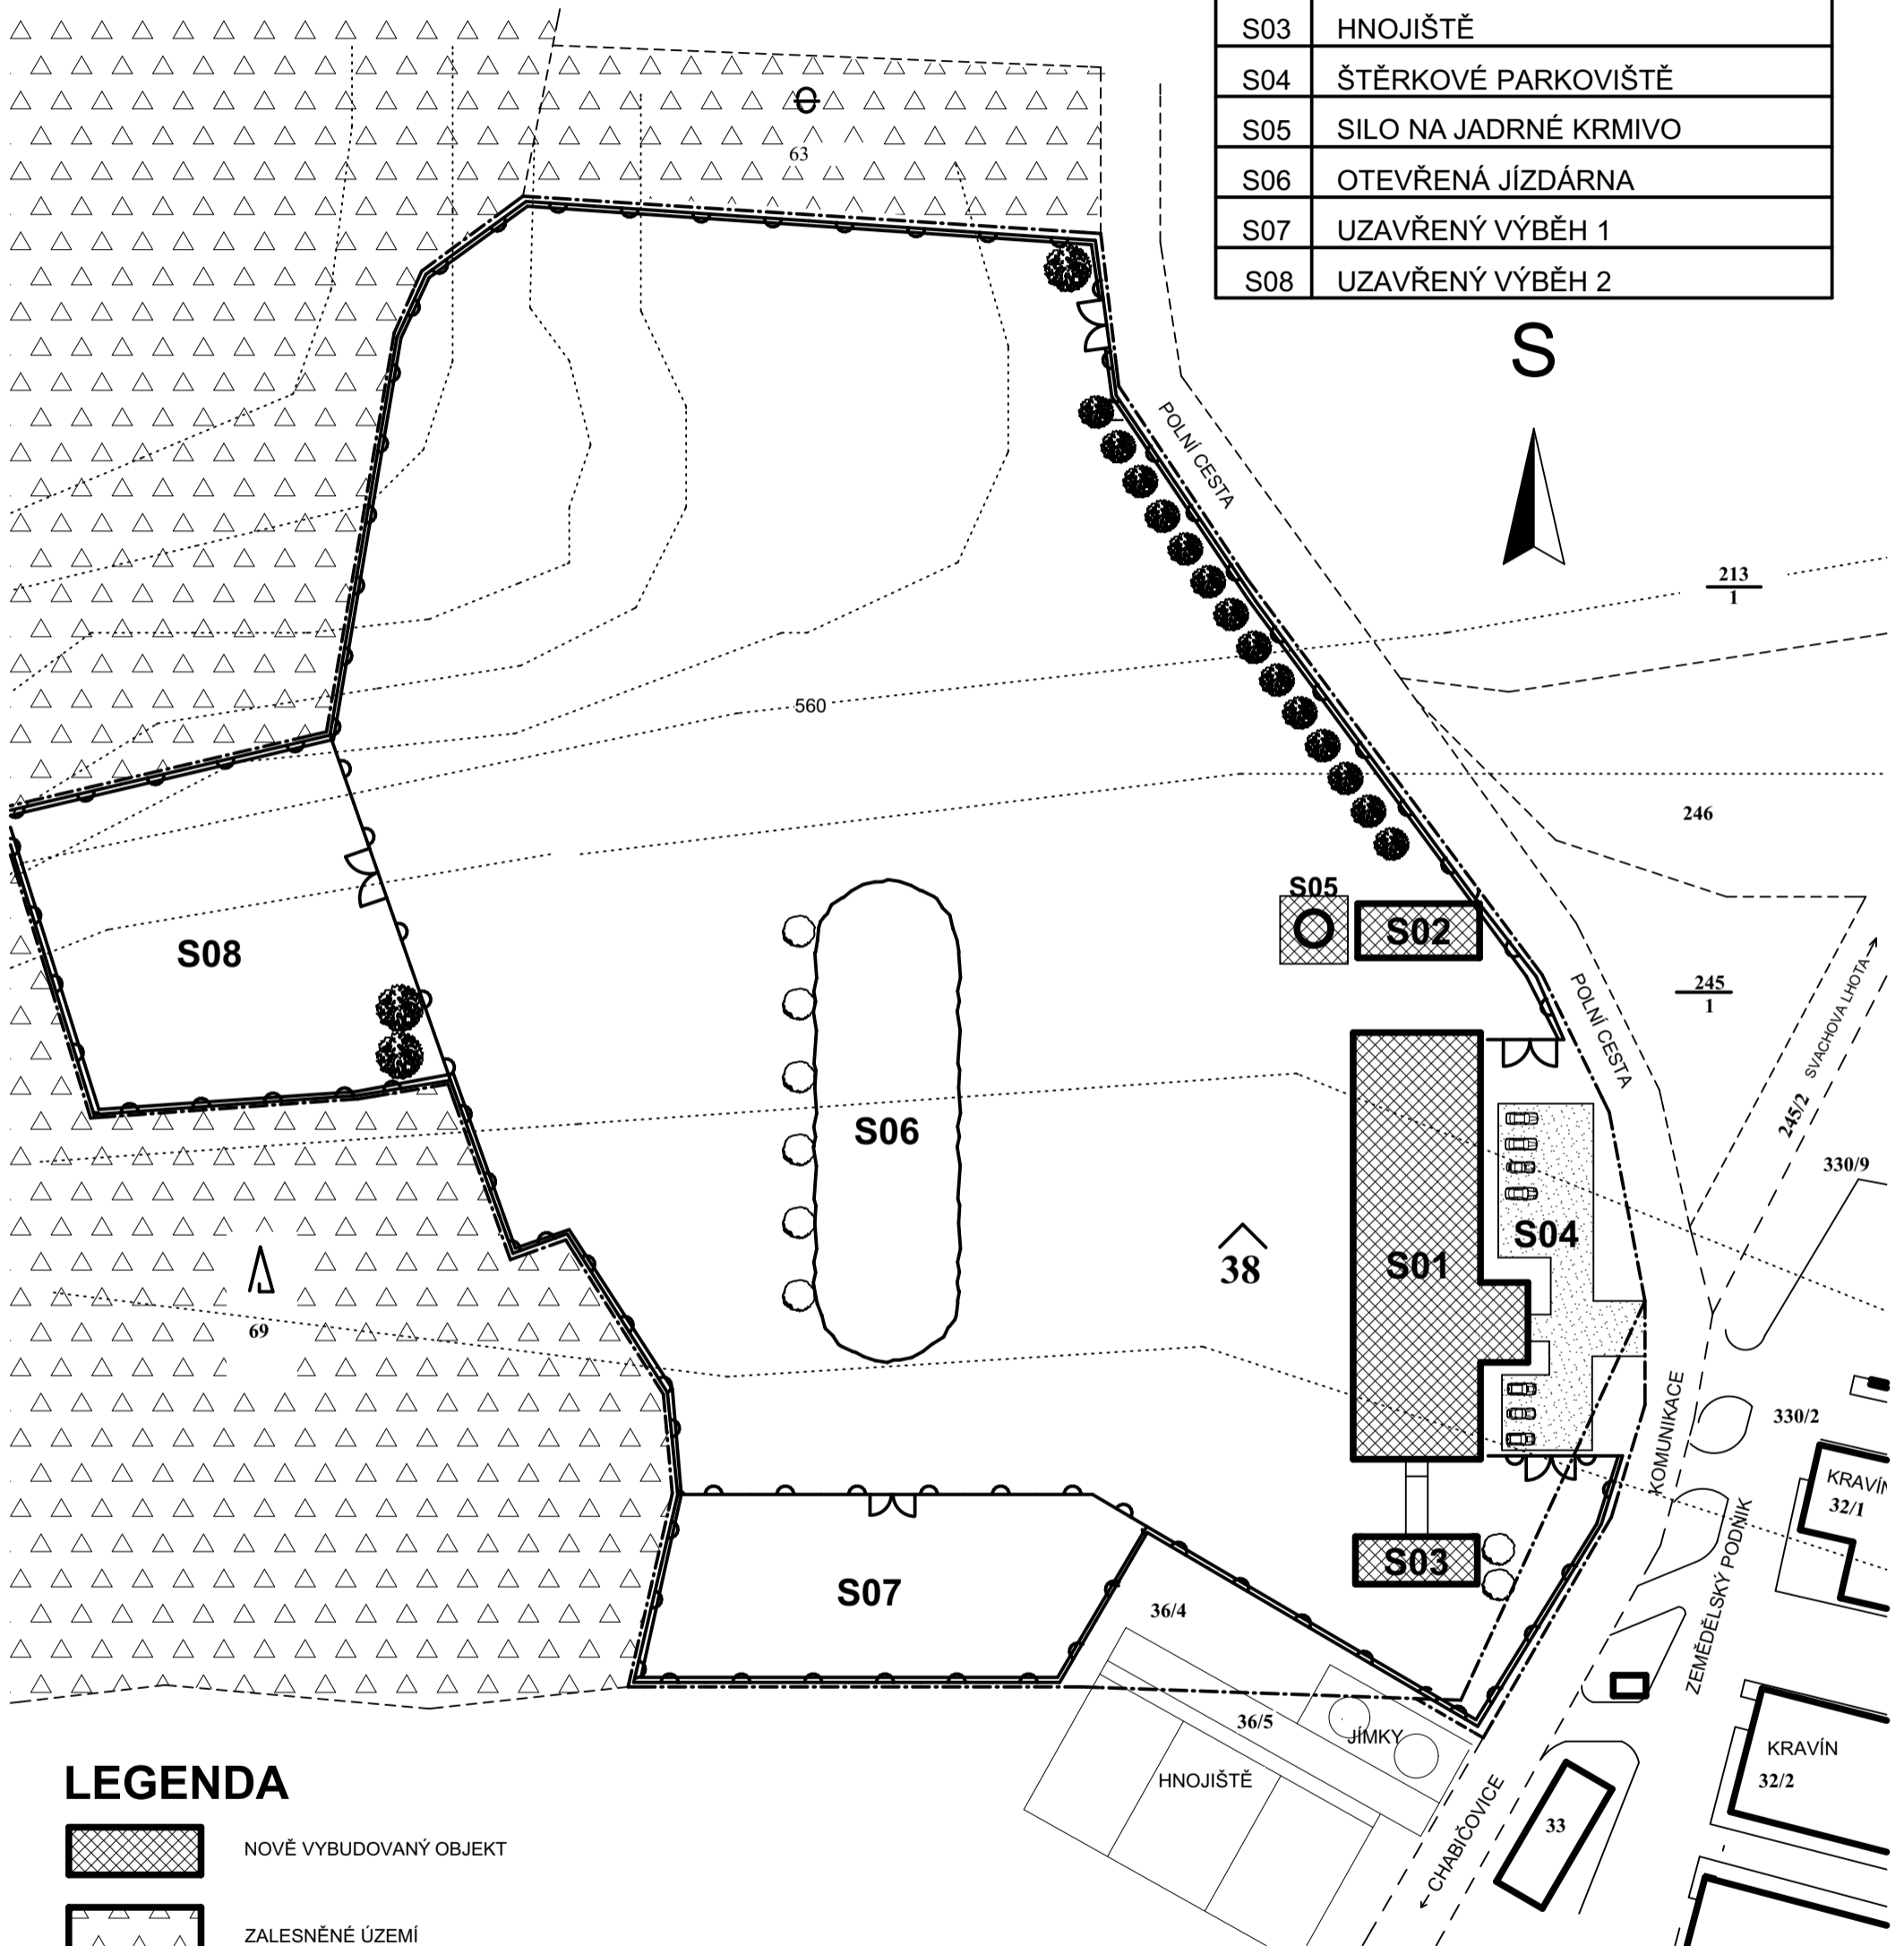 S03 HNOJIŠTĚ
S04 ŠTĚRKOVÉ PARKOVIŠTĚ
S05 SILO NA JADRNÉ KRMIVO
S06 OTEVŘENÁ JÍZDÁRNA
S07 UZAVŘENÝ VÝBĚH 1
S08 UZAVŘENÝ VÝBĚH 2
63
S
POLNÍ CESTA
213
1
560
246
S05
S02
S08
POLNÍ CESTA
245
1
SVACHOVA LHOTA
245/2
S06
330/9
S04
38
S01
69
KOMUNIKACE
330/2
KRAVÍN
32/1
S03
S07
36/4
ZEMĚDĚLSKÝ PODNIK
36/5
JÍMKY
HNOJIŠTĚ
KRAVÍN
32/2
33
CHABIČOVICE
LEGENDA
NOVĚ VYBUDOVANÝ OBJEKT
ZALESNĚNÉ ÚZEMÍ